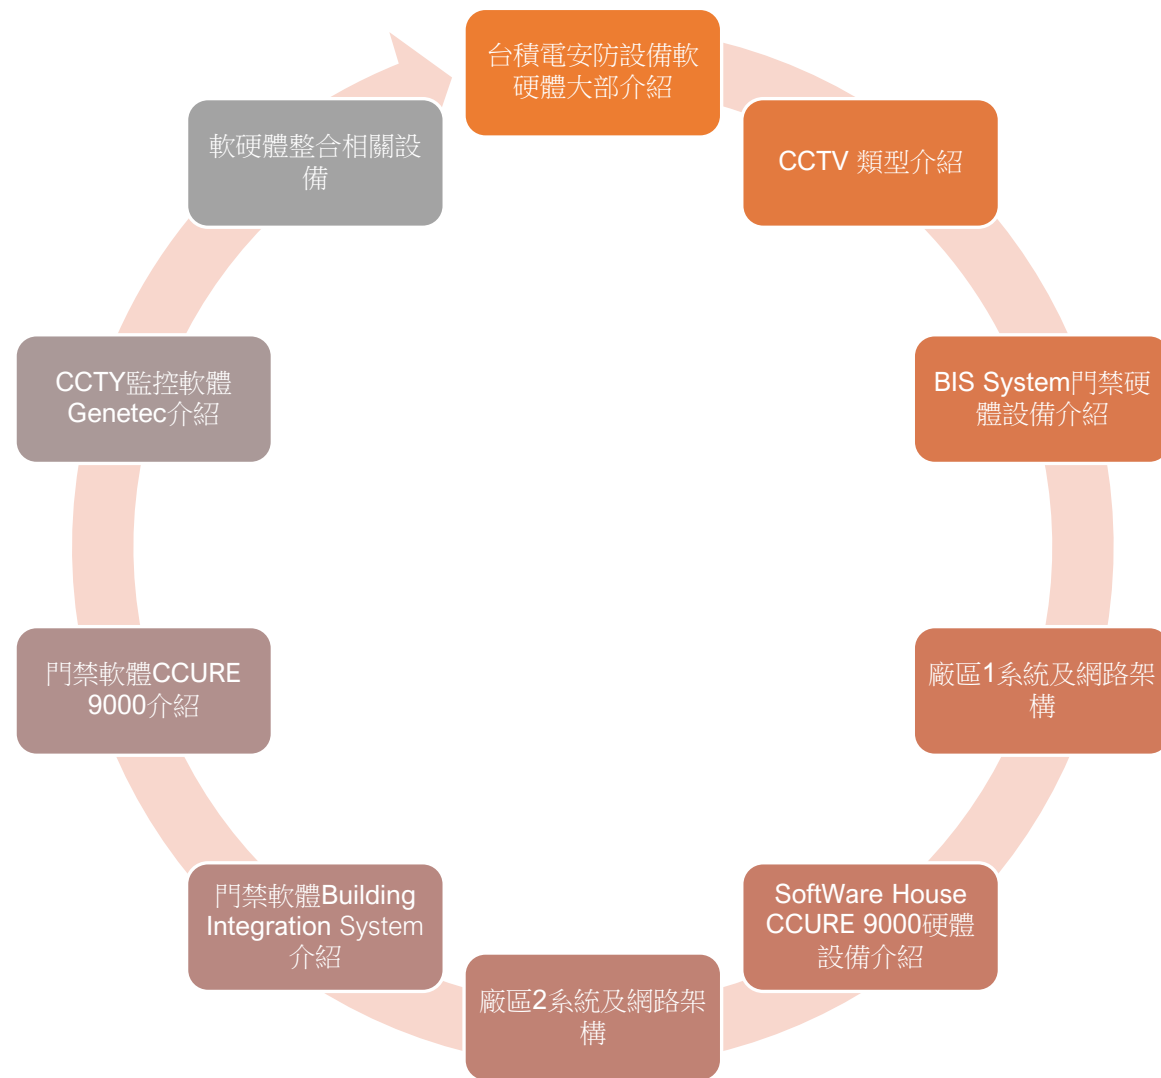 台積電安防設備軟
硬體大部介紹
CCTV 類型介紹
BIS System門禁硬
體設備介紹
廠區1系統及網路架
構
SoftWare House
CCURE 9000硬體
設備介紹
廠區2系統及網路架
構
門禁軟體Building
Integration System
介紹
門禁軟體CCURE
9000介紹
CCTY監控軟體
Genetec介紹
軟硬體整合相關設
備